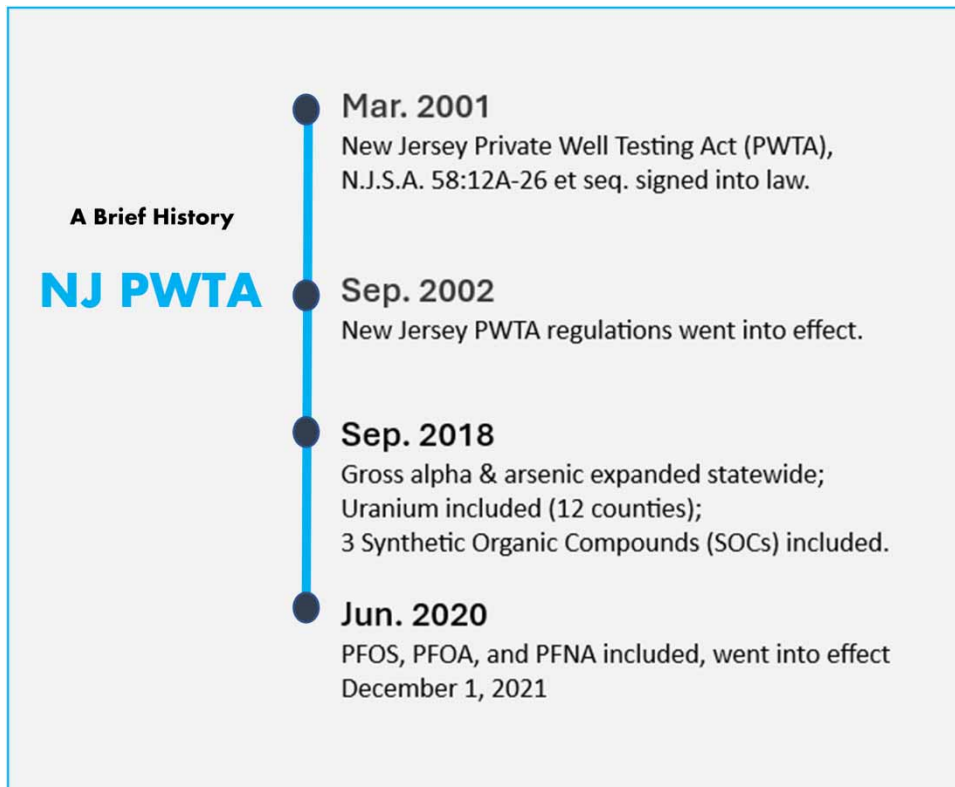 A Brief History
NJ PWTA
Mar. 2001
New Jersey Private Well Testing Act (PWTA),
N.J.S.A. 58:12A-26 et seq. signed into law.
Sep. 2002
New Jersey PWTA regulations went into effect.
Sep. 2018
Gross alpha & arsenic expanded statewide;
Uranium included (12 counties);
3 Synthetic Organic Compounds (SOCs) included.
Jun. 2020
PFOS, PFOA, and PFNA included, went into effect
December 1, 2021